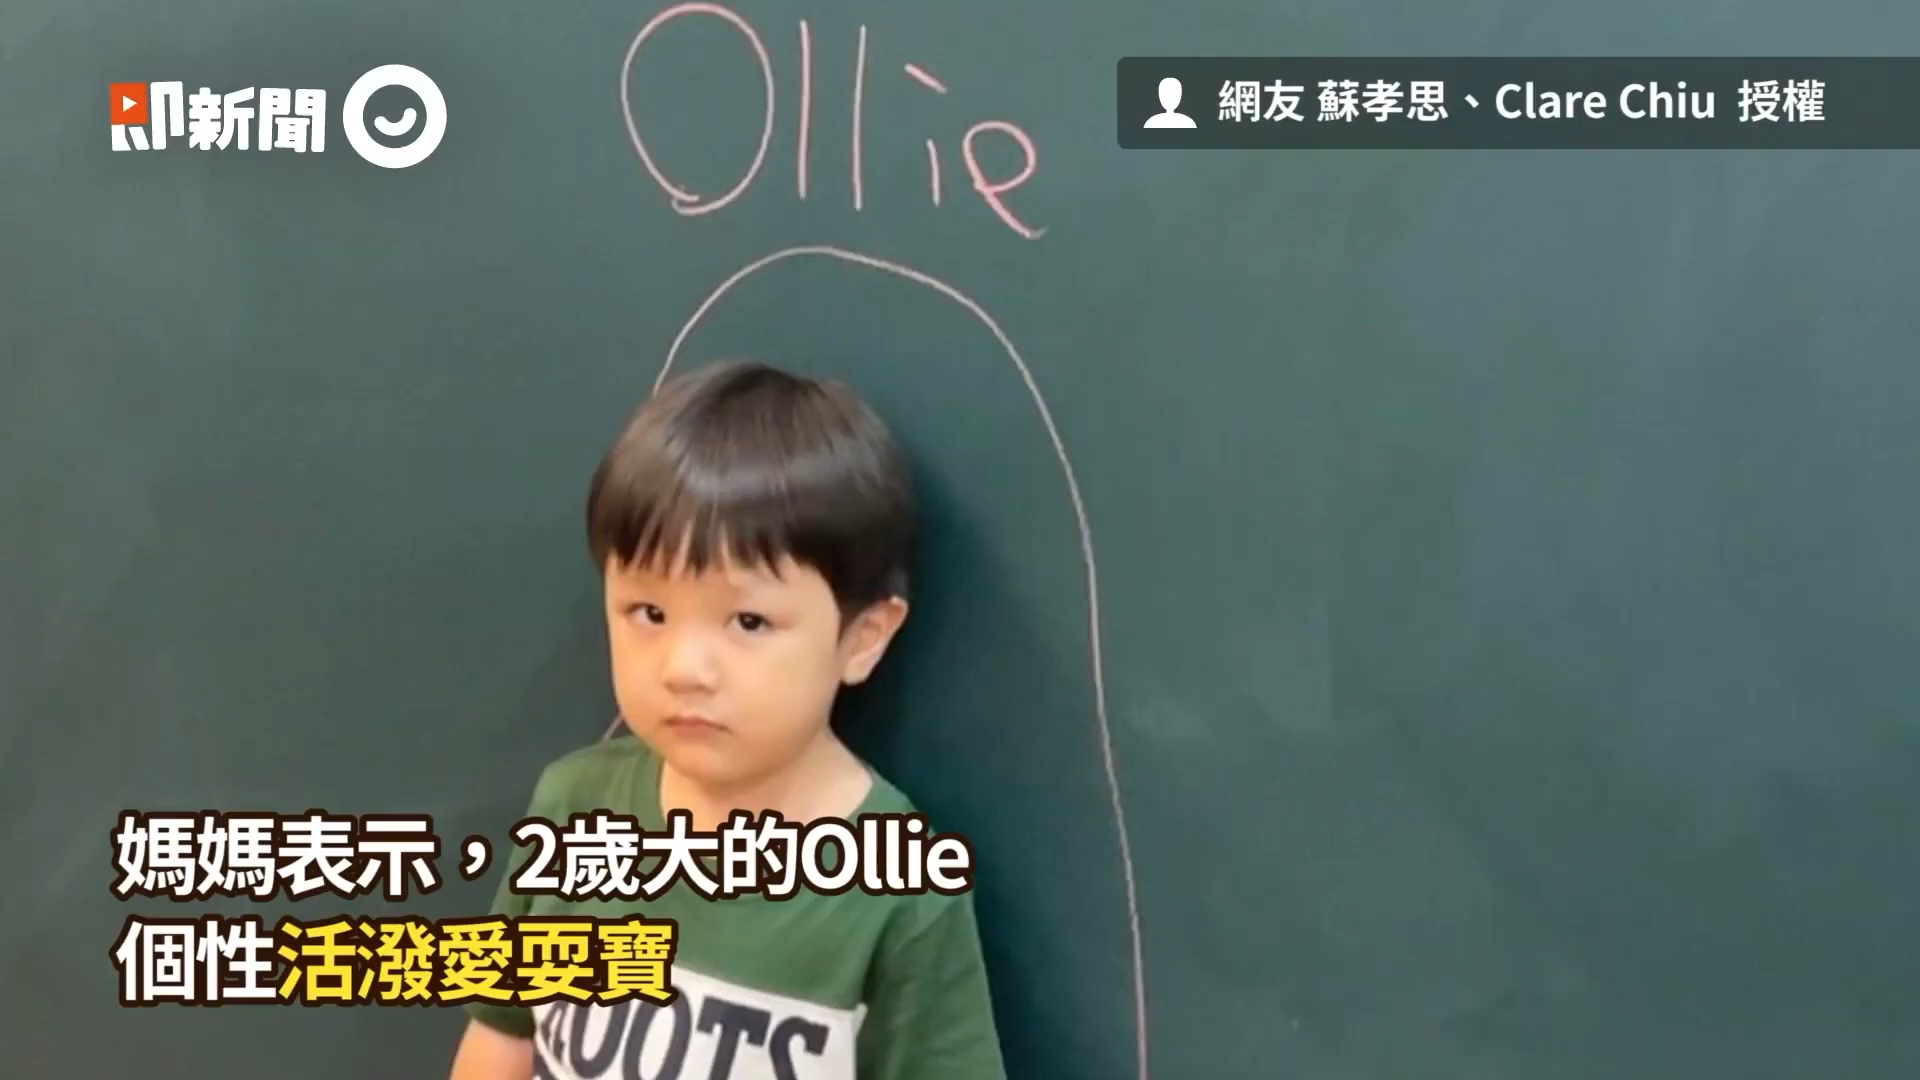 Ollie
即新聞
網友 蘇孝思、Clare Chiu 授權
媽媽表示，2歲大的Ollie
個性活潑愛耍寶
ROOTS